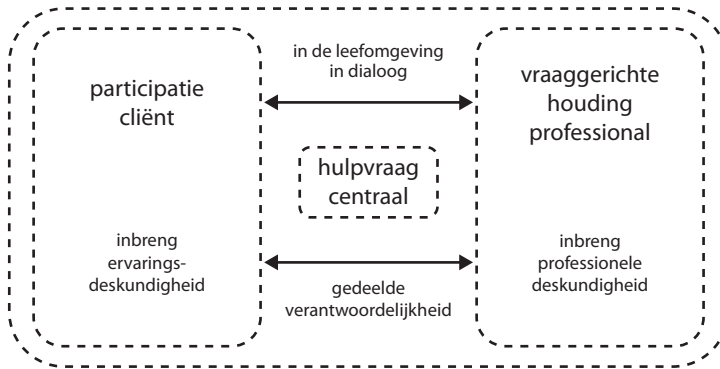 participatie
cliënt
inbreng
ervarings-
deskundigheid
in de leefomgeving
in dialoog
hulpvraag
centraal
gedeelde
verantwoordelijkheid
vraaggerichte
houding
professional
inbreng
professionele
deskundigheid